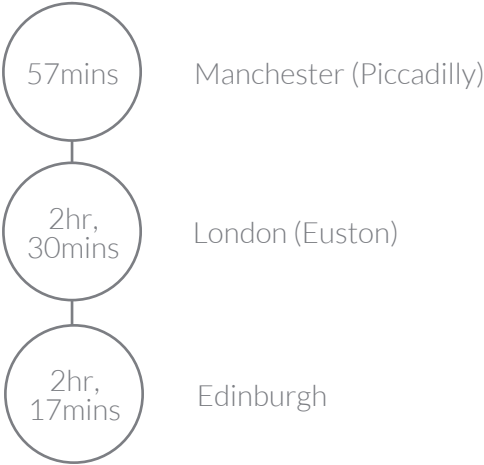 57mins
Manchester (Piccadilly)
2hr,
30mins
London (Euston)
2hr,
17mins
Edinburgh